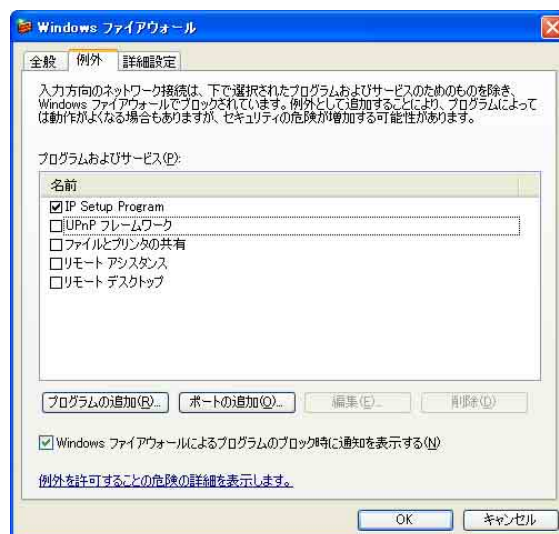 Windows ファイアウォール
全般 例外 詳細設定
入力方向のネットワーク接続は、下で選択されたプログラムおよびサービスのためのものを除き、
Windows ファイアウォールでブロックされています。例外として追加することにより、プログラムによって
は動作がよくなる場合もありますが、セキュリティの危険が増加する可能性があります。
プログラムおよびサービス(P):
名前
IP Setup Program
UPnP フレームワーク
ファイルとプリンタの共有
リモート アシスタンス
リモート デスクトップ
プログラムの追加(R)... ポートの追加(O)... 編集(E)... 削除(D)
Windows ファイアウォールによるプログラムのブロック時に通知を表示する(N)
例外を許可することの危険の詳細を表示します。
OK キャンセル